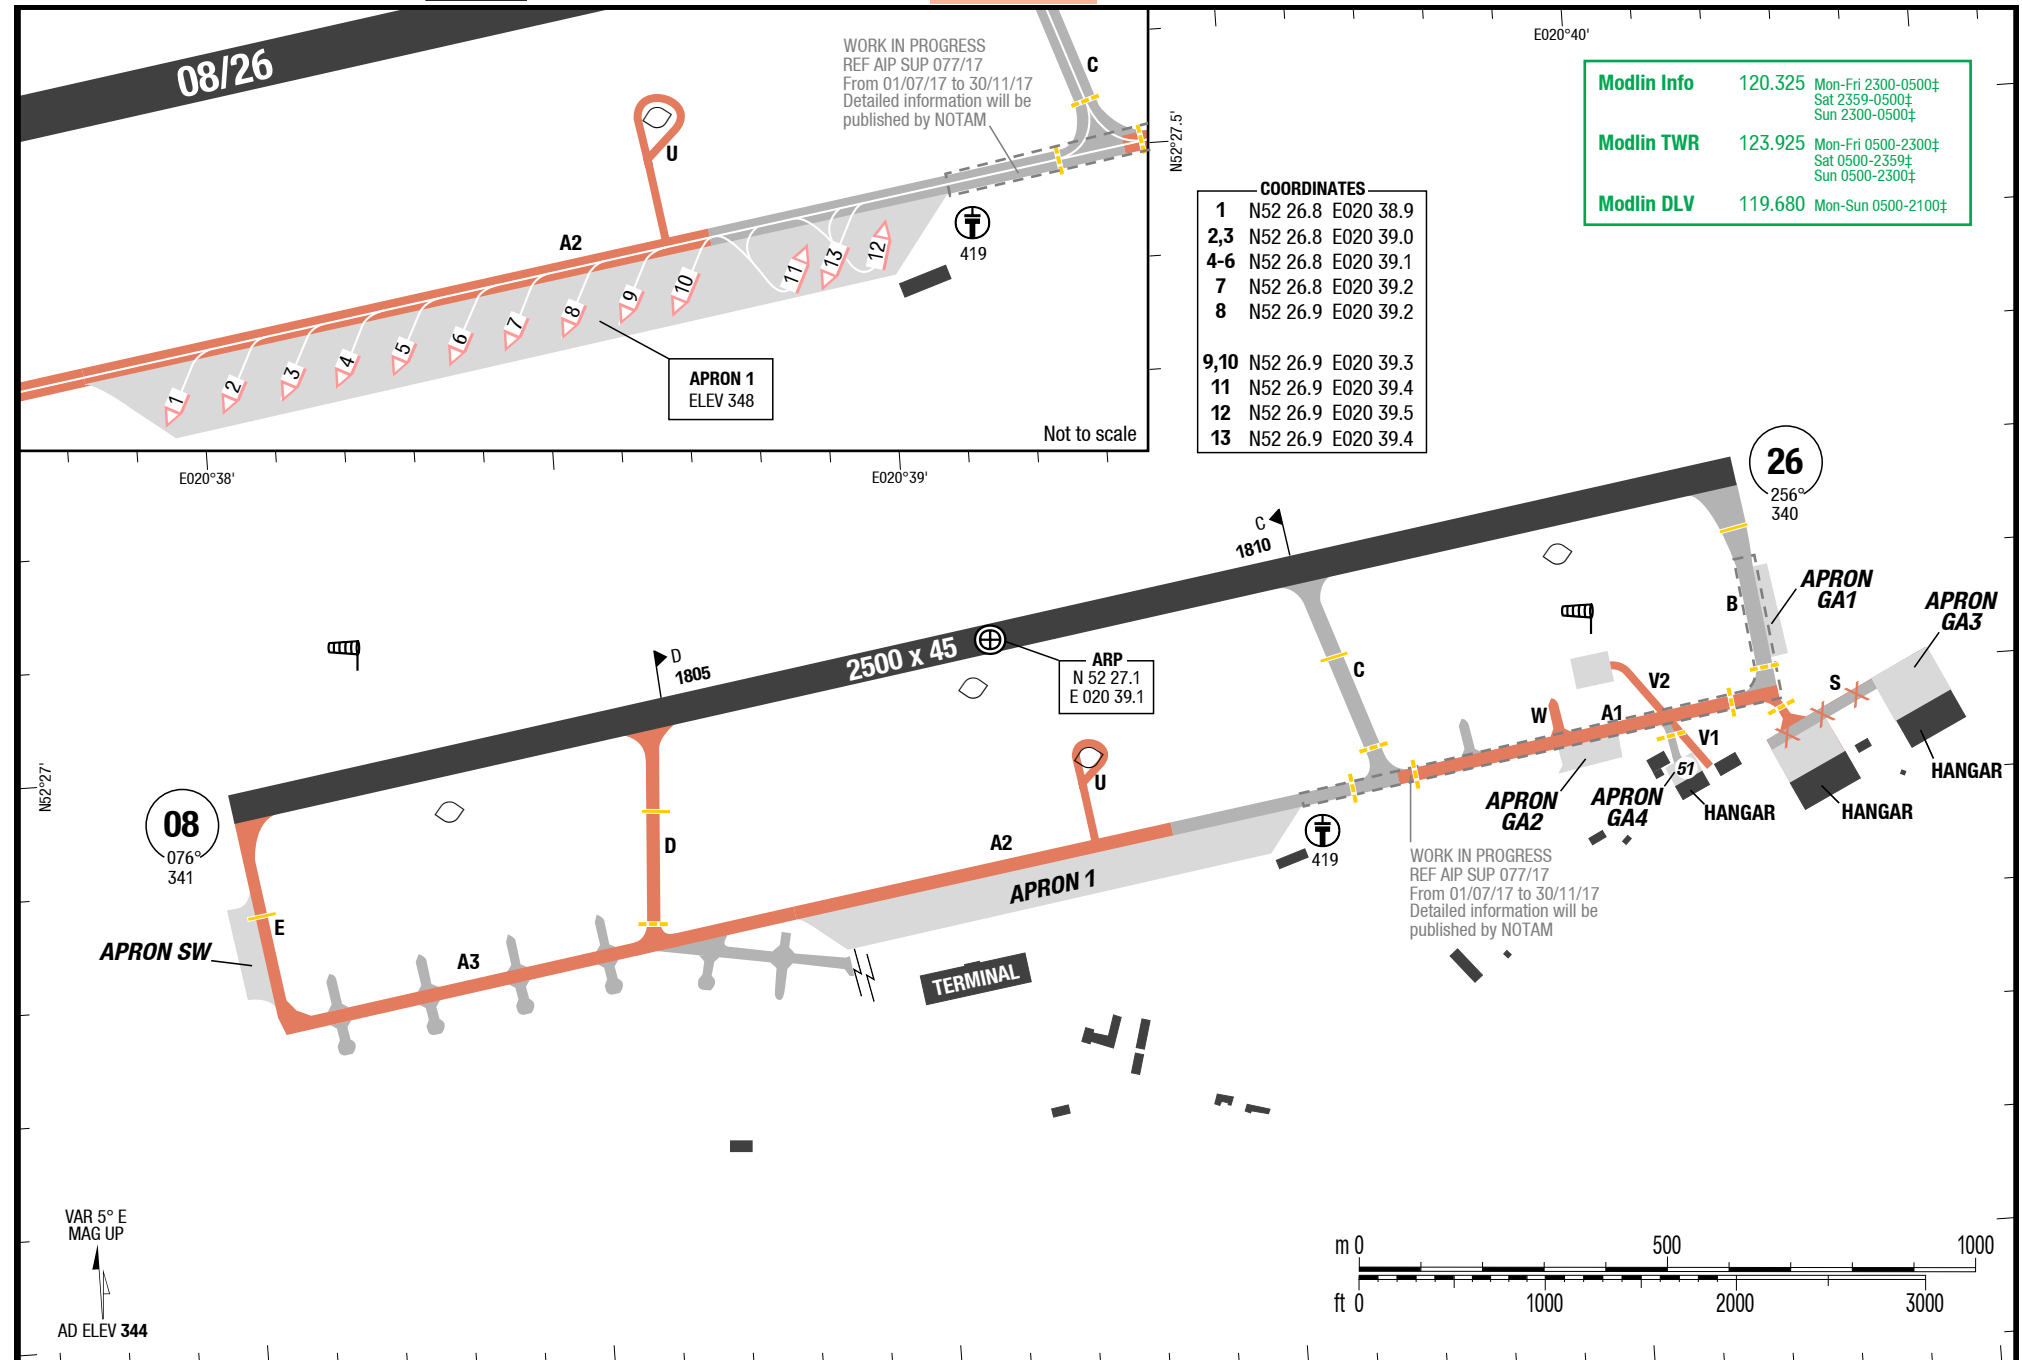 08/26
WORK IN PROGRESS
REF AIP SUP 077/17
From 01/07/17 to 30/11/17
Detailed information will be
published by NOTAM
C
U
A2
419
1
2
3
4
5
6
7
8
9
10
11
13
12
APRON 1
ELEV 348
Not to scale
N52°27.5'
E020°40'
Modlin Info 120.325 Mon-Fri 2300-0500‡
Sat 2359-0500‡
Sun 2300-0500‡
Modlin TWR 123.925 Mon-Fri 0500-2300‡
Sat 0500-2359‡
Sun 0500-2300‡
Modlin DLV 119.680 Mon-Sun 0500-2100‡
COORDINATES
1 N52 26.8 E020 38.9
2,3 N52 26.8 E020 39.0
4-6 N52 26.8 E020 39.1
7 N52 26.8 E020 39.2
8 N52 26.9 E020 39.2
9,10 N52 26.9 E020 39.3
11 N52 26.9 E020 39.4
12 N52 26.9 E020 39.5
13 N52 26.9 E020 39.4
E020°38'
E020°39'
26
256°
340
C
1810
D
1805
2500 x 45
ARP
N 52 27.1
E 020 39.1
C
B
APRON
GA1
APRON
GA3
S
V2
W
A1
V1
51
APRON
GA2
APRON
GA4
HANGAR
HANGAR
HANGAR
N52°27'
08
076°
341
D
U
A2
APRON 1
419
WORK IN PROGRESS
REF AIP SUP 077/17
From 01/07/17 to 30/11/17
Detailed information will be
published by NOTAM
E
APRON SW
A3
TERMINAL
VAR 5° E
MAG UP
AD ELEV 344
m 0 500 1000
ft 0 1000 2000 3000